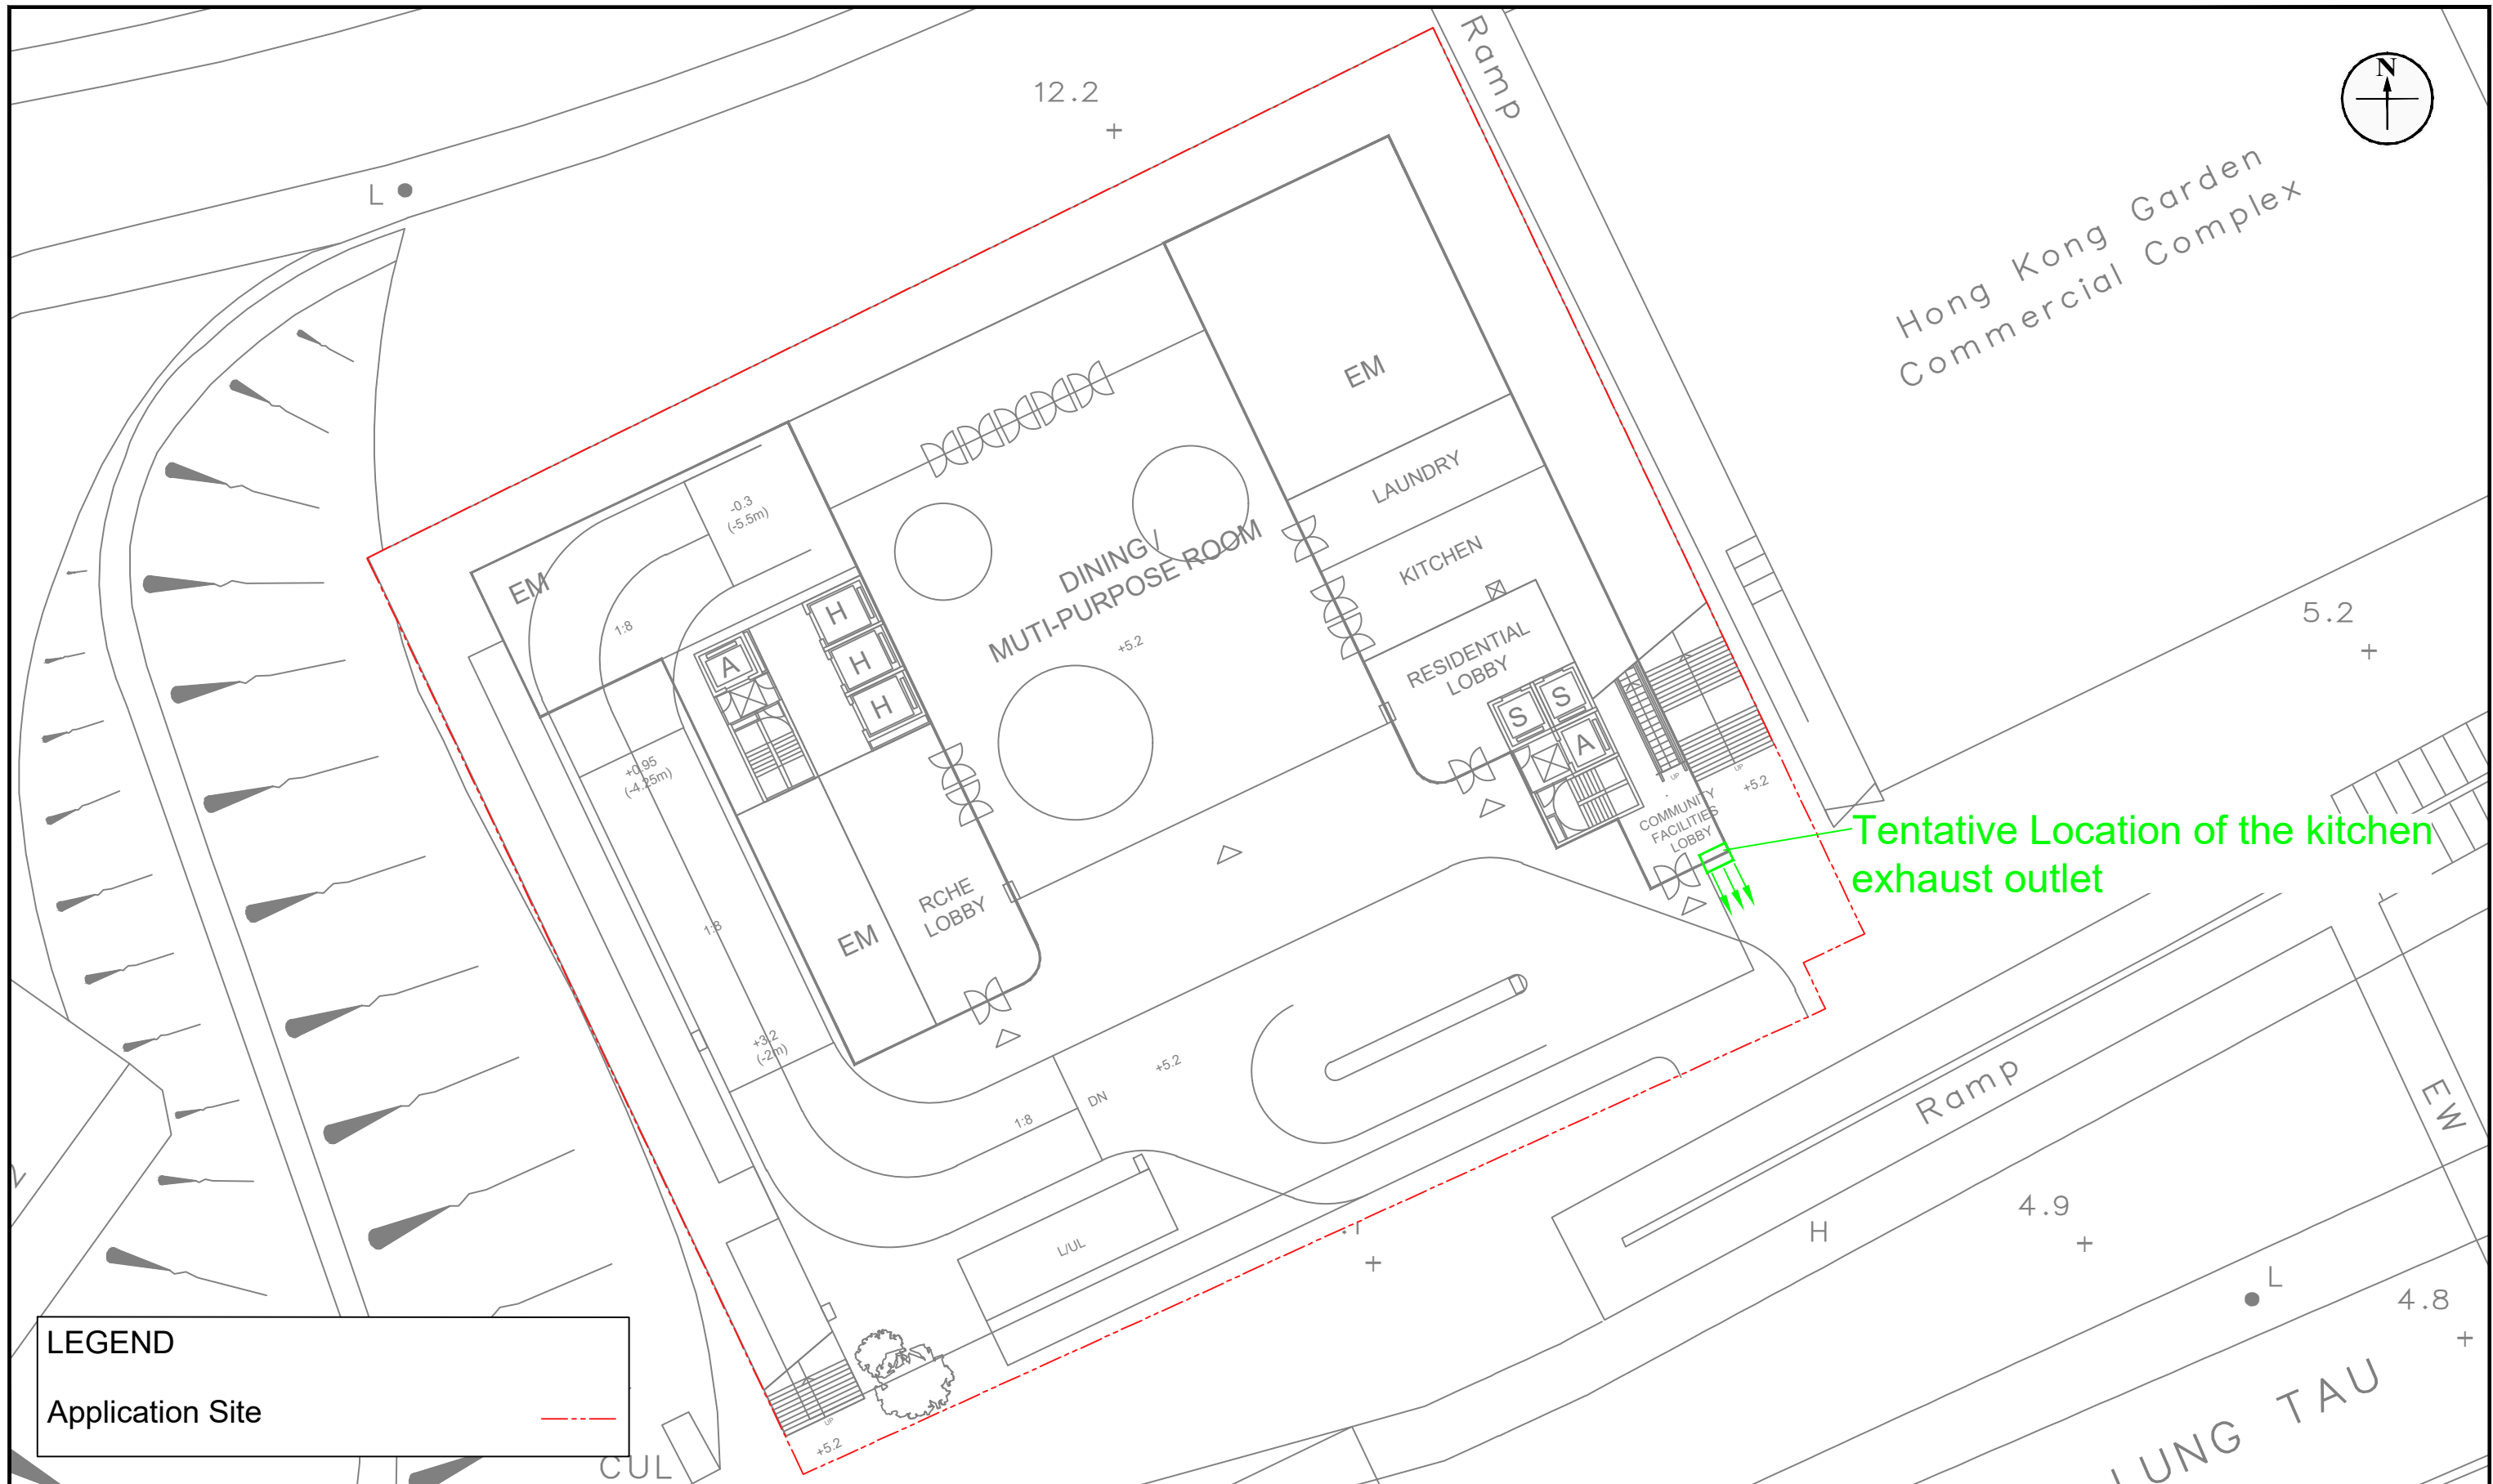 Ramp
N
12.2
L
Hong Kong Garden
Commercial Complex
EM
LAUNDRY
-0.3
(-5.5m)
KITCHEN
DINING /
MUTI-PURPOSE ROOM
+5.2
EM
1:8
H
H
H
A
RESIDENTIAL
LOBBY
5.2
S
S
A
+0.95
(-4.25m)
UP
UP
+5.2
COMMUNITY
FACILITIES
LOBBY
Tentative Location of the kitchen
exhaust outlet
RCHE
LOBBY
EM
1:8
+3.2
(-2m)
+5.2
DN
1:8
Ramp
EW
4.9
H
L/UL
L
4.8
LEGEND
Application Site
UP
+5.2
CUL
LUNG TAU